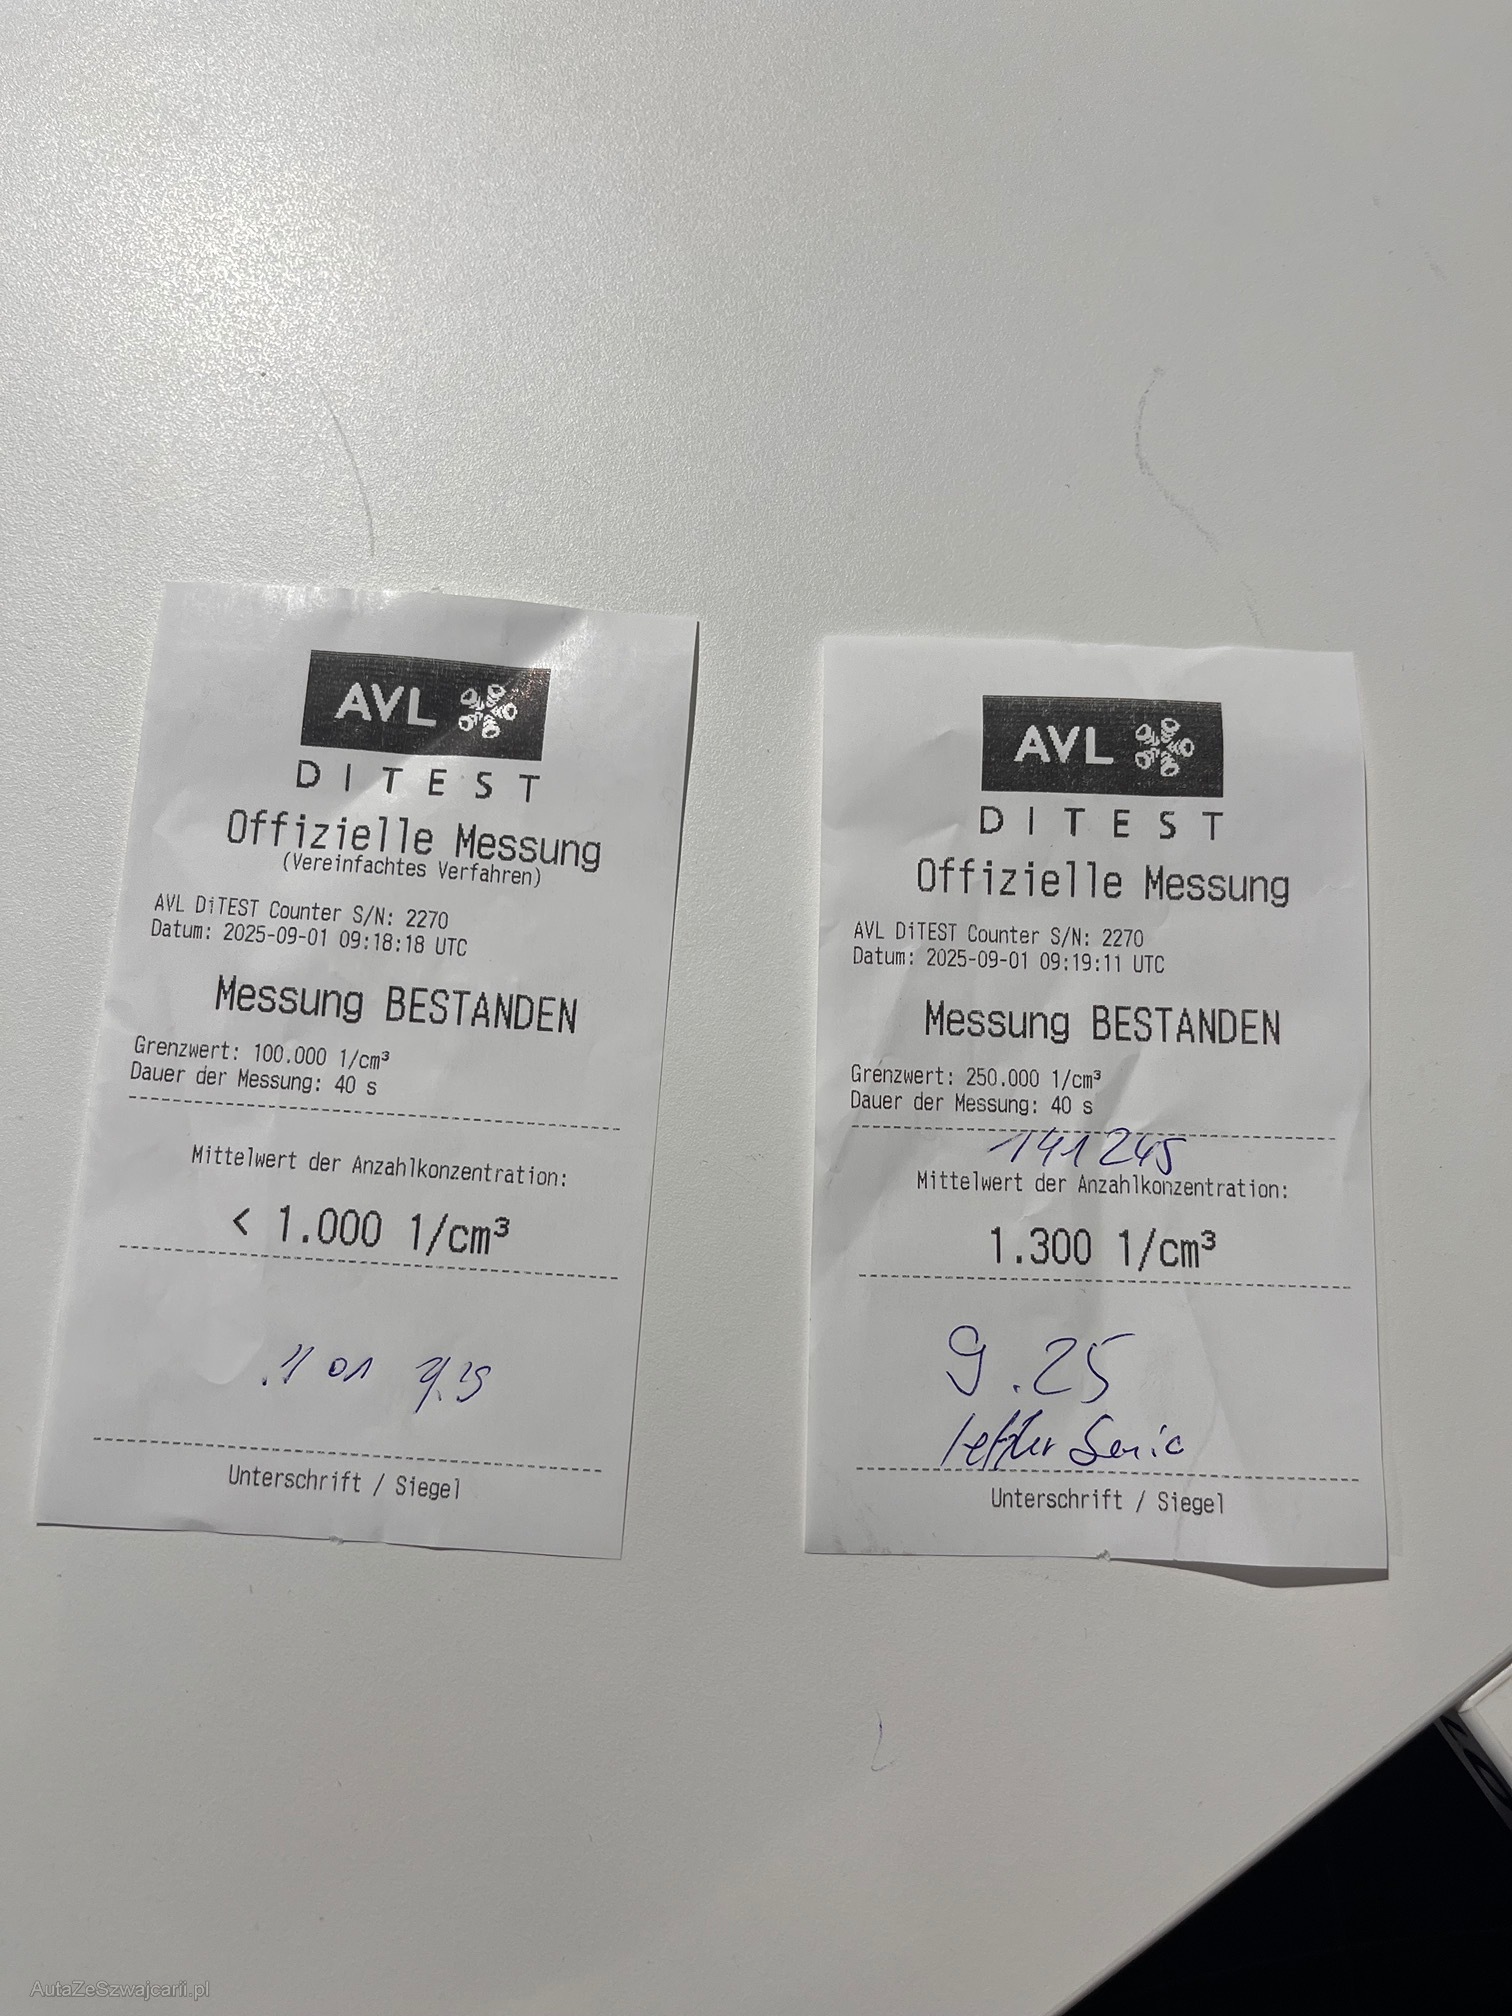 AVL
DITEST
Offizielle Messung
(Vereinfachtes Verfahren)
AVL DiTEST Counter S/N: 2270
Datum: 2025-09-01 09:18:18 UTC
Messung BESTANDEN
Grenzwert: 100.000 1/cm³
Dauer der Messung: 40 s
Mittelwert der Anzahlkonzentration:
< 1.000 1/cm³
Unterschrift / Siegel
AVL
DITEST
Offizielle Messung
AVL DiTEST Counter S/N: 2270
Datum: 2025-09-01 09:19:11 UTC
Messung BESTANDEN
Grenzwert: 250.000 1/cm³
Dauer der Messung: 40 s
141245
Mittelwert der Anzahlkonzentration:
1.300 1/cm³
9.25
letzter Servic
Unterschrift / Siegel
AutaZeSzwajcarii.pl